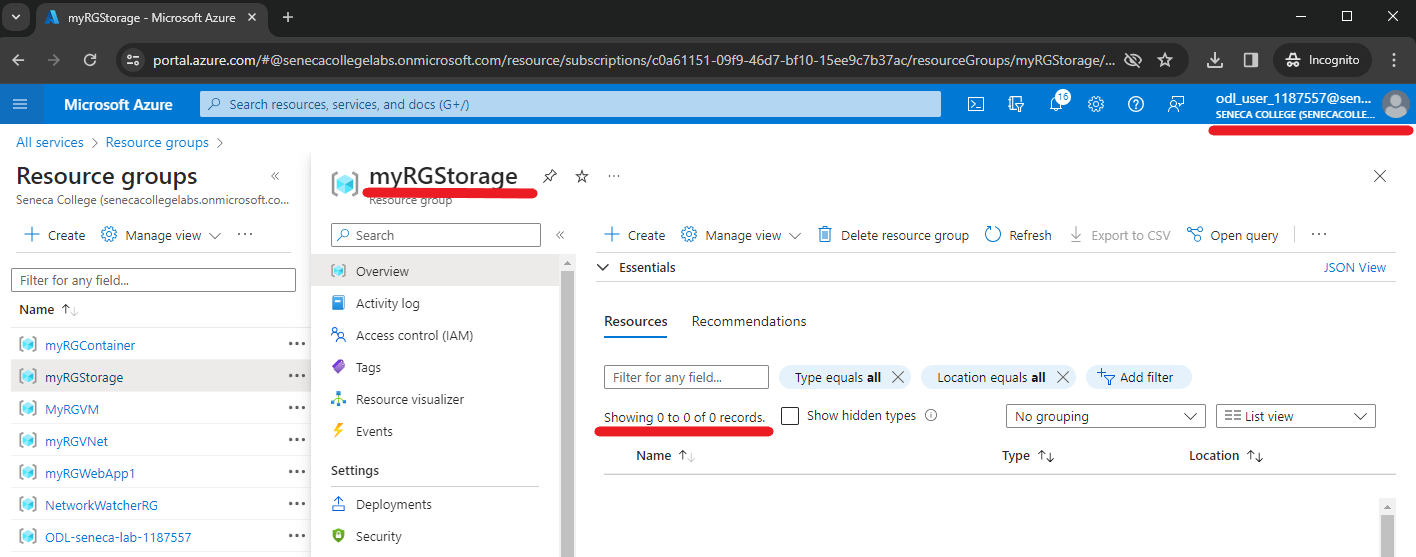 myRGStorage - Microsoft Azure
portal.azure.com/#@senecacollegelabs.onmicrosoft.com/resource/subscriptions/c0a61151-09f9-46d7-bf10-15ee9c7b37ac/resourceGroups/myRGStorage/...
Incognito
Microsoft Azure
Search resources, services, and docs (G+/)
16
odl_user_1187557@sen...
SENECA COLLEGE (SENECACOLLE...
All services > Resource groups >
Resource groups
Seneca College (senecacollegelabs.onmicrosoft.co...
Create
Manage view
Filter for any field...
Name
myRGContainer
myRGStorage
MyRGVM
myRGVNet
myRGWebApp1
NetworkWatcherRG
ODL-seneca-lab-1187557
myRGStorage
Resource group
Search
Overview
Activity log
Access control (IAM)
Tags
Resource visualizer
Events
Settings
Deployments
Security
Create
Manage view
Delete resource group
Refresh
Export to CSV
Open query
Essentials
JSON View
Resources
Recommendations
Filter for any field...
Type equals all
Location equals all
Add filter
Showing 0 to 0 of 0 records.
Show hidden types
No grouping
List view
Name
Type
Location